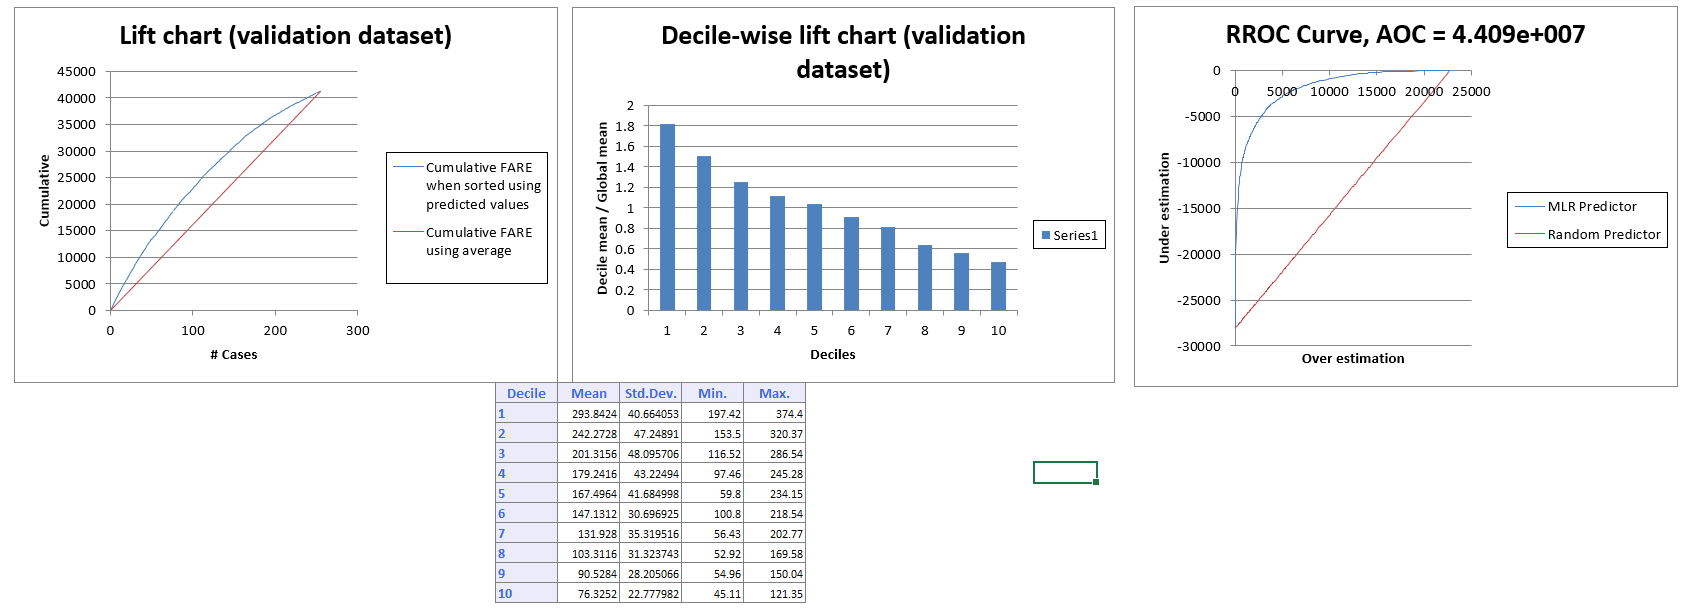 Lift chart (validation dataset)
45000
40000
35000
30000
25000
20000
15000
10000
5000
0
0 100 200 300
Cumulative
# Cases
Cumulative FARE
when sorted using
predicted values
Cumulative FARE
using average
Decile-wise lift chart (validation
dataset)
2
1.8
1.6
1.4
1.2
1
0.8
0.6
0.4
0.2
0
1 2 3 4 5 6 7 8 9 10
Decile mean / Global mean
Deciles
Series1
RROC Curve, AOC = 4.409e+007
0
0 5000 10000 15000 20000 25000
-5000
-10000
-15000
-20000
-25000
-30000
Under estimation
Over estimation
MLR Predictor
Random Predictor
Decile Mean Std.Dev. Min. Max.
1 293.8424 40.664053 197.42 374.4
2 242.2728 47.24891 153.5 320.37
3 201.3156 48.095706 116.52 286.54
4 179.2416 43.22494 97.46 245.28
5 167.4964 41.684998 59.8 234.15
6 147.1312 30.696925 100.8 218.54
7 131.928 35.319516 56.43 202.77
8 103.3116 31.323743 52.92 169.58
9 90.5284 28.205066 54.96 150.04
10 76.3252 22.777982 45.11 121.35